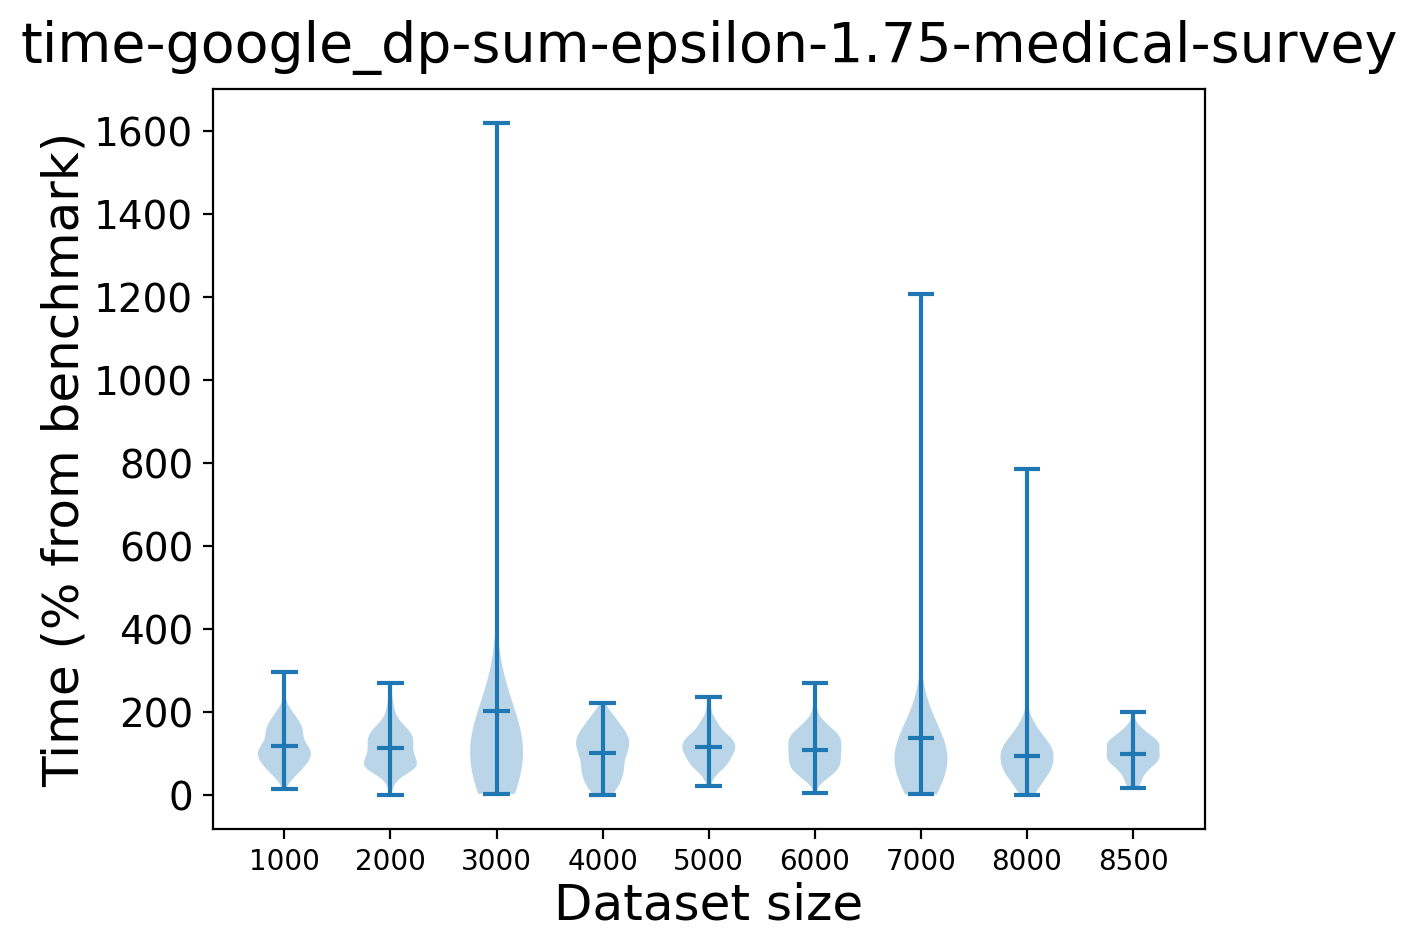 time-google_dp-sum-epsilon-1.75-medical-survey
Time (% from benchmark)
1600
1400
1200
1000
800
600
400
200
0
1000 2000 3000 4000 5000 6000 7000 8000 8500
Dataset size